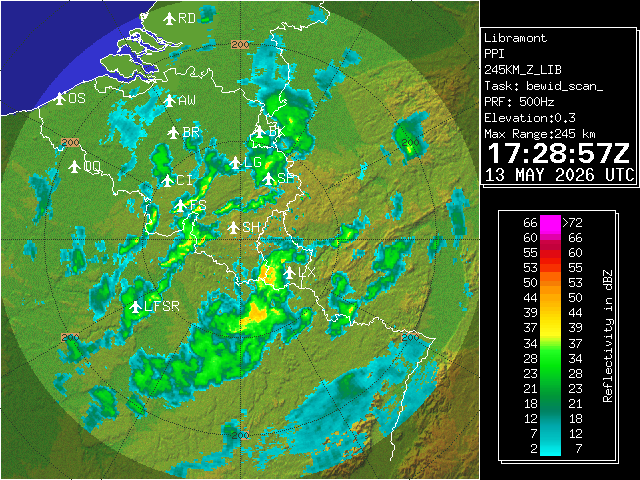 RD
200
OS
AW
BR
BK
200
200
LG
QQ
CI
SP
FS
SH
LX
LFSR
200
200
200
Libramont
PPI
245KM_Z_LIB
Task: bewid_scan_
PRF: 500Hz
Elevation:0.3
Max Range:245 km
17:28:57Z
13 MAY 2026 UTC
66 >72
60 66
55 60
53 55
50 53
44 50
39 44
37 39
34 37
28 34
23 28
21 23
18 21
12 18
7 12
2 7
Reflectivity in dBZ